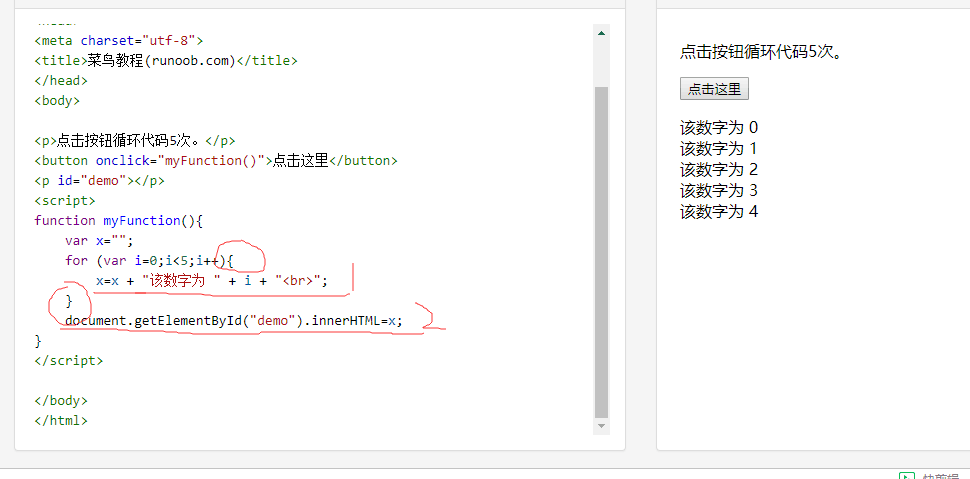 <meta charset="utf-8">
<title>菜鸟教程(runoob.com)</title>
</head>
<body>
<p>点击按钮循环代码5次。</p>
<button onclick="myFunction()">点击这里</button>
<p id="demo"></p>
<script>
function myFunction(){
    var x="";
    for (var i=0;i<5;i++){
        x=x + "该数字为 " + i + "<br>";
    }
    document.getElementById("demo").innerHTML=x;
}
</script>
</body>
</html>
点击按钮循环代码5次。
点击这里
该数字为 0
该数字为 1
该数字为 2
该数字为 3
该数字为 4